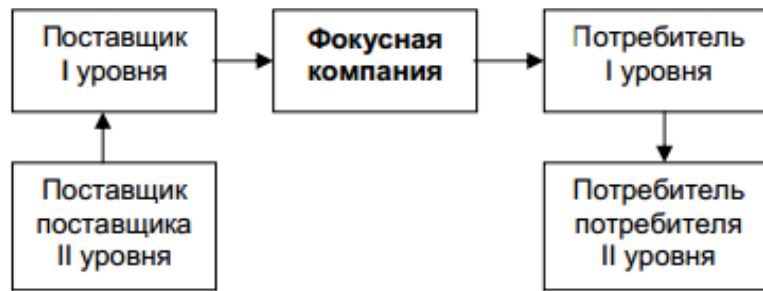 Поставщик
I уровня
Фокусная
компания
Потребитель
I уровня
Поставщик
поставщика
II уровня
Потребитель
потребителя
II уровня